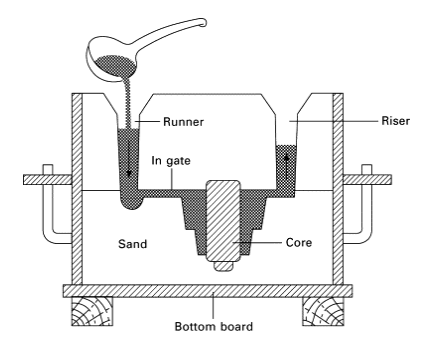 Runner
Riser
In gate
Sand
Core
Bottom board